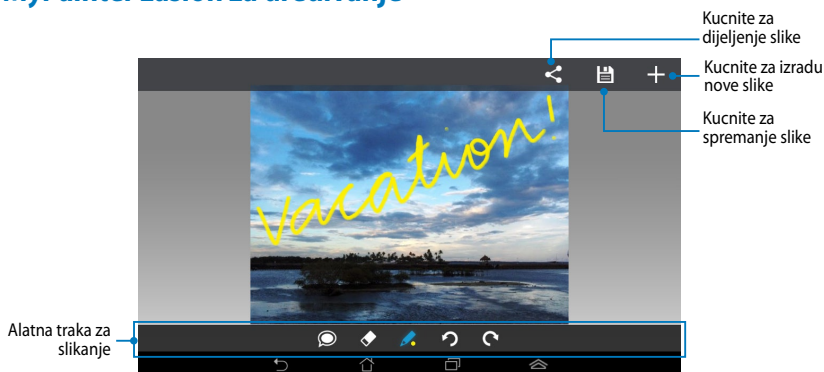 Kucnite za
dijeljenje slike
Kucnite za izradu
nove slike
Kucnite za
spremanje slike
vacation!
Alatna traka za
slikanje